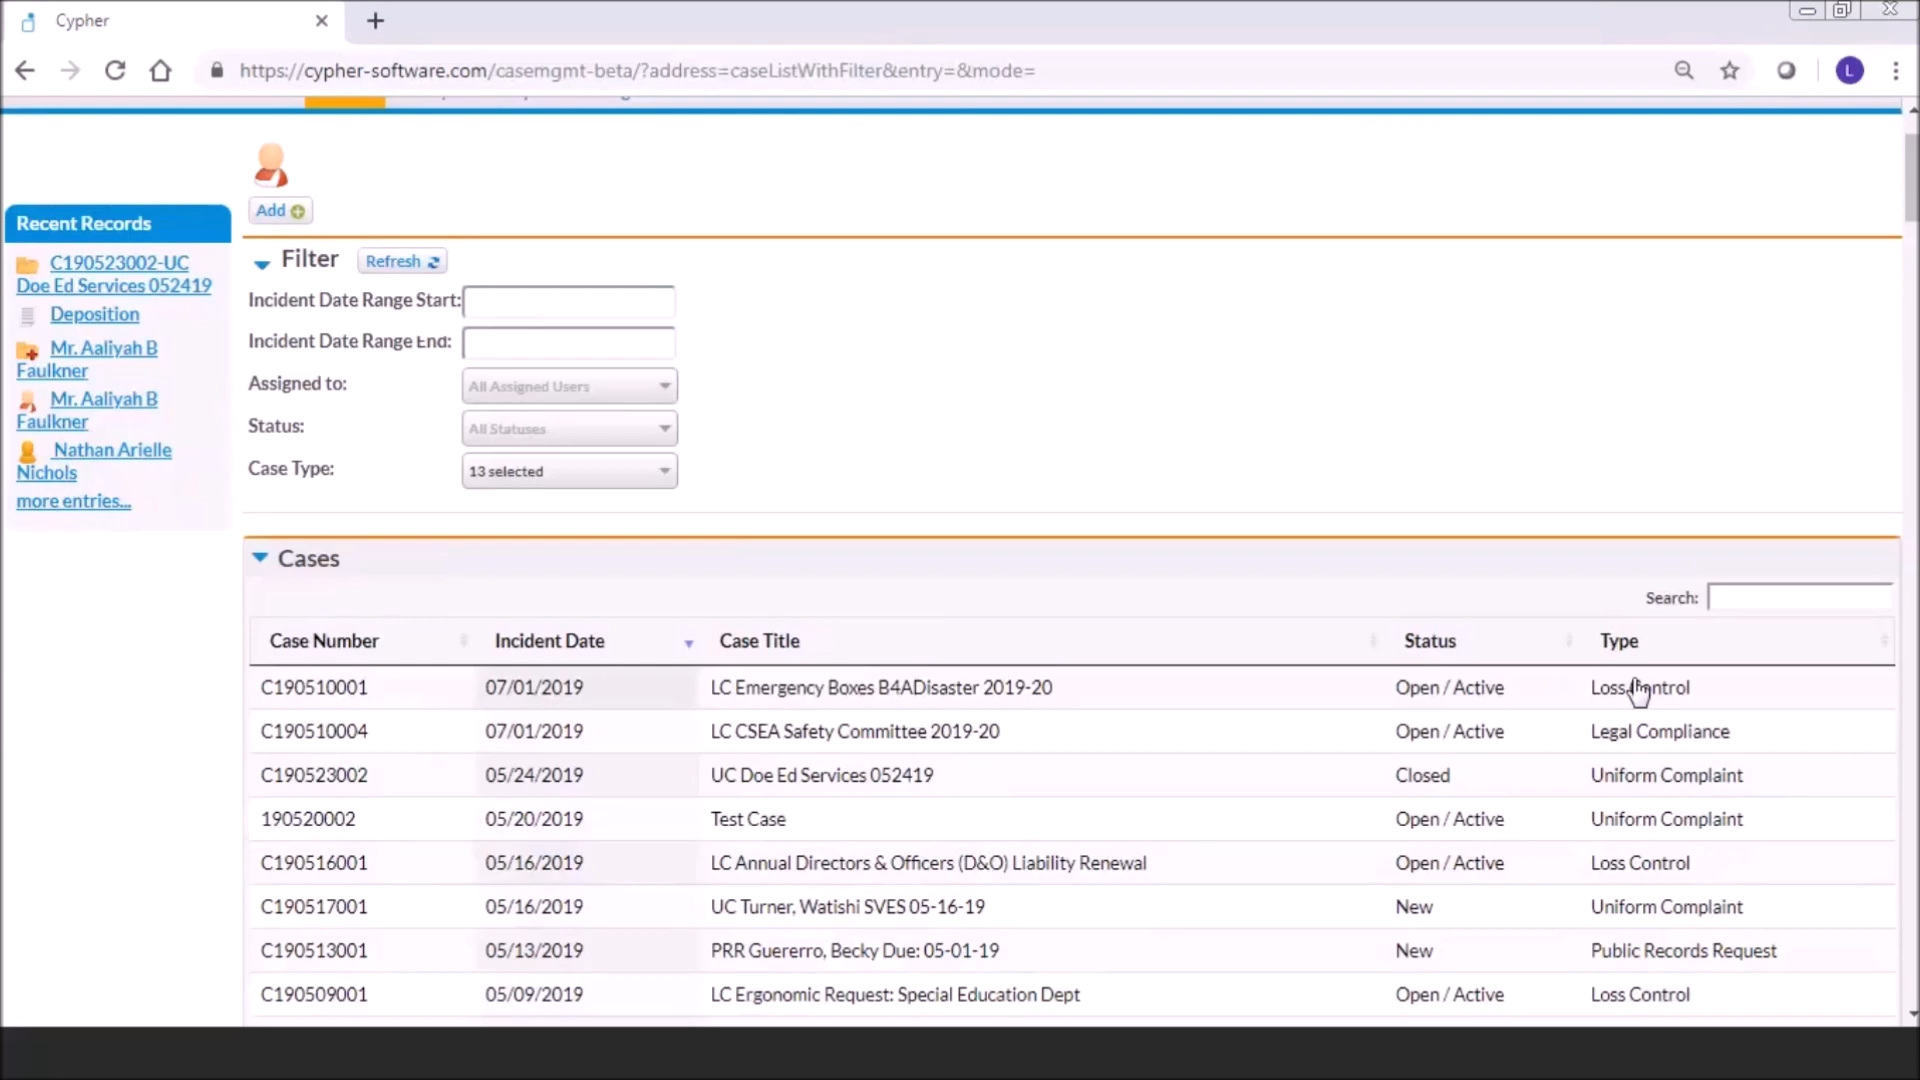 Cypher
https://cypher-software.com/casemgmt-beta/?address=caseListWithFilter&entry=&mode=
L
Add
Recent Records
C190523002-UC
Doe Ed Services 052419
Deposition
Mr. Aaliyah B
Faulkner
Mr. Aaliyah B
Faulkner
Nathan Arielle
Nichols
more entries...
Filter
Refresh
Incident Date Range Start:
Incident Date Range End:
Assigned to: All Assigned Users
Status: All Statuses
Case Type: 13 selected
Cases
Search:
Case Number Incident Date Case Title Status Type
C190510001 07/01/2019 LC Emergency Boxes B4ADisaster 2019-20 Open / Active Loss Control
C190510004 07/01/2019 LC CSEA Safety Committee 2019-20 Open / Active Legal Compliance
C190523002 05/24/2019 UC Doe Ed Services 052419 Closed Uniform Complaint
190520002 05/20/2019 Test Case Open / Active Uniform Complaint
C190516001 05/16/2019 LC Annual Directors & Officers (D&O) Liability Renewal Open / Active Loss Control
C190517001 05/16/2019 UC Turner, Watishi SVES 05-16-19 New Uniform Complaint
C190513001 05/13/2019 PRR Guererro, Becky Due: 05-01-19 New Public Records Request
C190509001 05/09/2019 LC Ergonomic Request: Special Education Dept Open / Active Loss Control